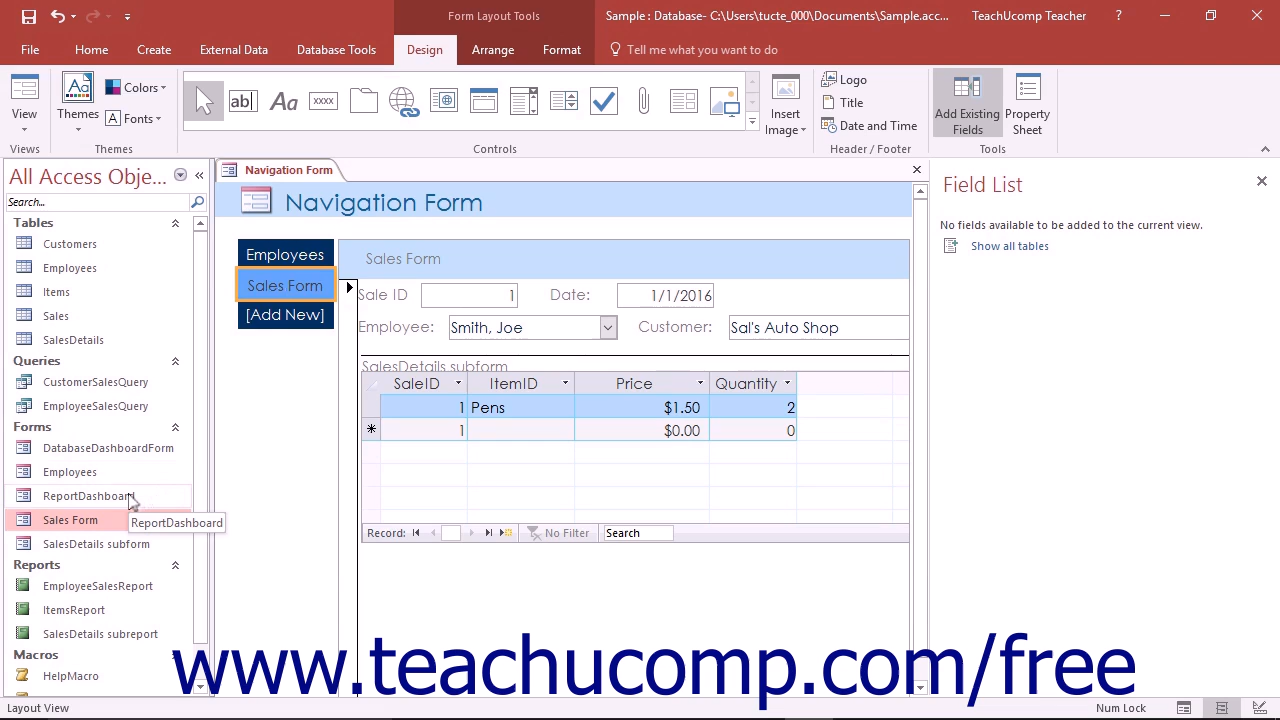 Form Layout Tools
Sample : Database- C:\Users\tucte_000\Documents\Sample.acc...
TeachUcomp Teacher
?
File
Home
Create
External Data
Database Tools
Design
Arrange
Format
Tell me what you want to do
View
Views
Themes
Colors
Fonts
Themes
ab
Aa
xxxx
Controls
Insert
Image
Logo
Title
Date and Time
Header / Footer
Add Existing
Fields
Property
Sheet
Tools
All Access Obje...
Search...
Tables
Customers
Employees
Items
Sales
SalesDetails
Queries
CustomerSalesQuery
EmployeeSalesQuery
Forms
DatabaseDashboardForm
Employees
ReportDashboard
Sales Form
ReportDashboard
SalesDetails subform
Reports
EmployeeSalesReport
ItemsReport
SalesDetails subreport
Macros
HelpMacro
Navigation Form
Navigation Form
Employees
Sales Form
[Add New]
Sales Form
Sale ID
1
Date:
1/1/2016
Employee:
Smith, Joe
Customer:
Sal's Auto Shop
SalesDetails subform
SaleID
ItemID
Price
Quantity
1 Pens $1.50 2
1 $0.00 0
Record:
No Filter
Search
Field List
No fields available to be added to the current view.
Show all tables
www.teachucomp.com/free
Layout View
Num Lock